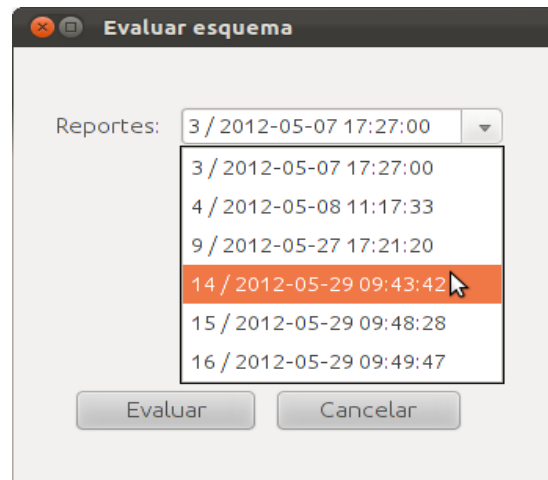 Evaluar esquema
Reportes: 3 / 2012-05-07 17:27:00
3 / 2012-05-07 17:27:00
4 / 2012-05-08 11:17:33
9 / 2012-05-27 17:21:20
14 / 2012-05-29 09:43:42
15 / 2012-05-29 09:48:28
16 / 2012-05-29 09:49:47
Evaluar Cancelar